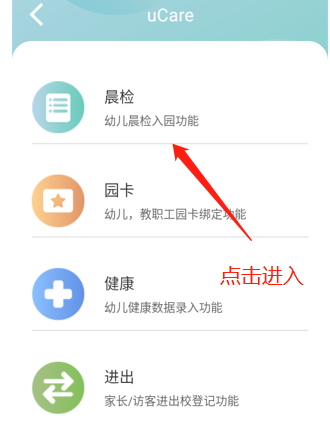 uCare
晨检
幼儿晨检入园功能
园卡
幼儿，教职工园卡绑定功能
点击进入
健康
幼儿健康数据录入功能
进出
家长/访客进出校登记功能